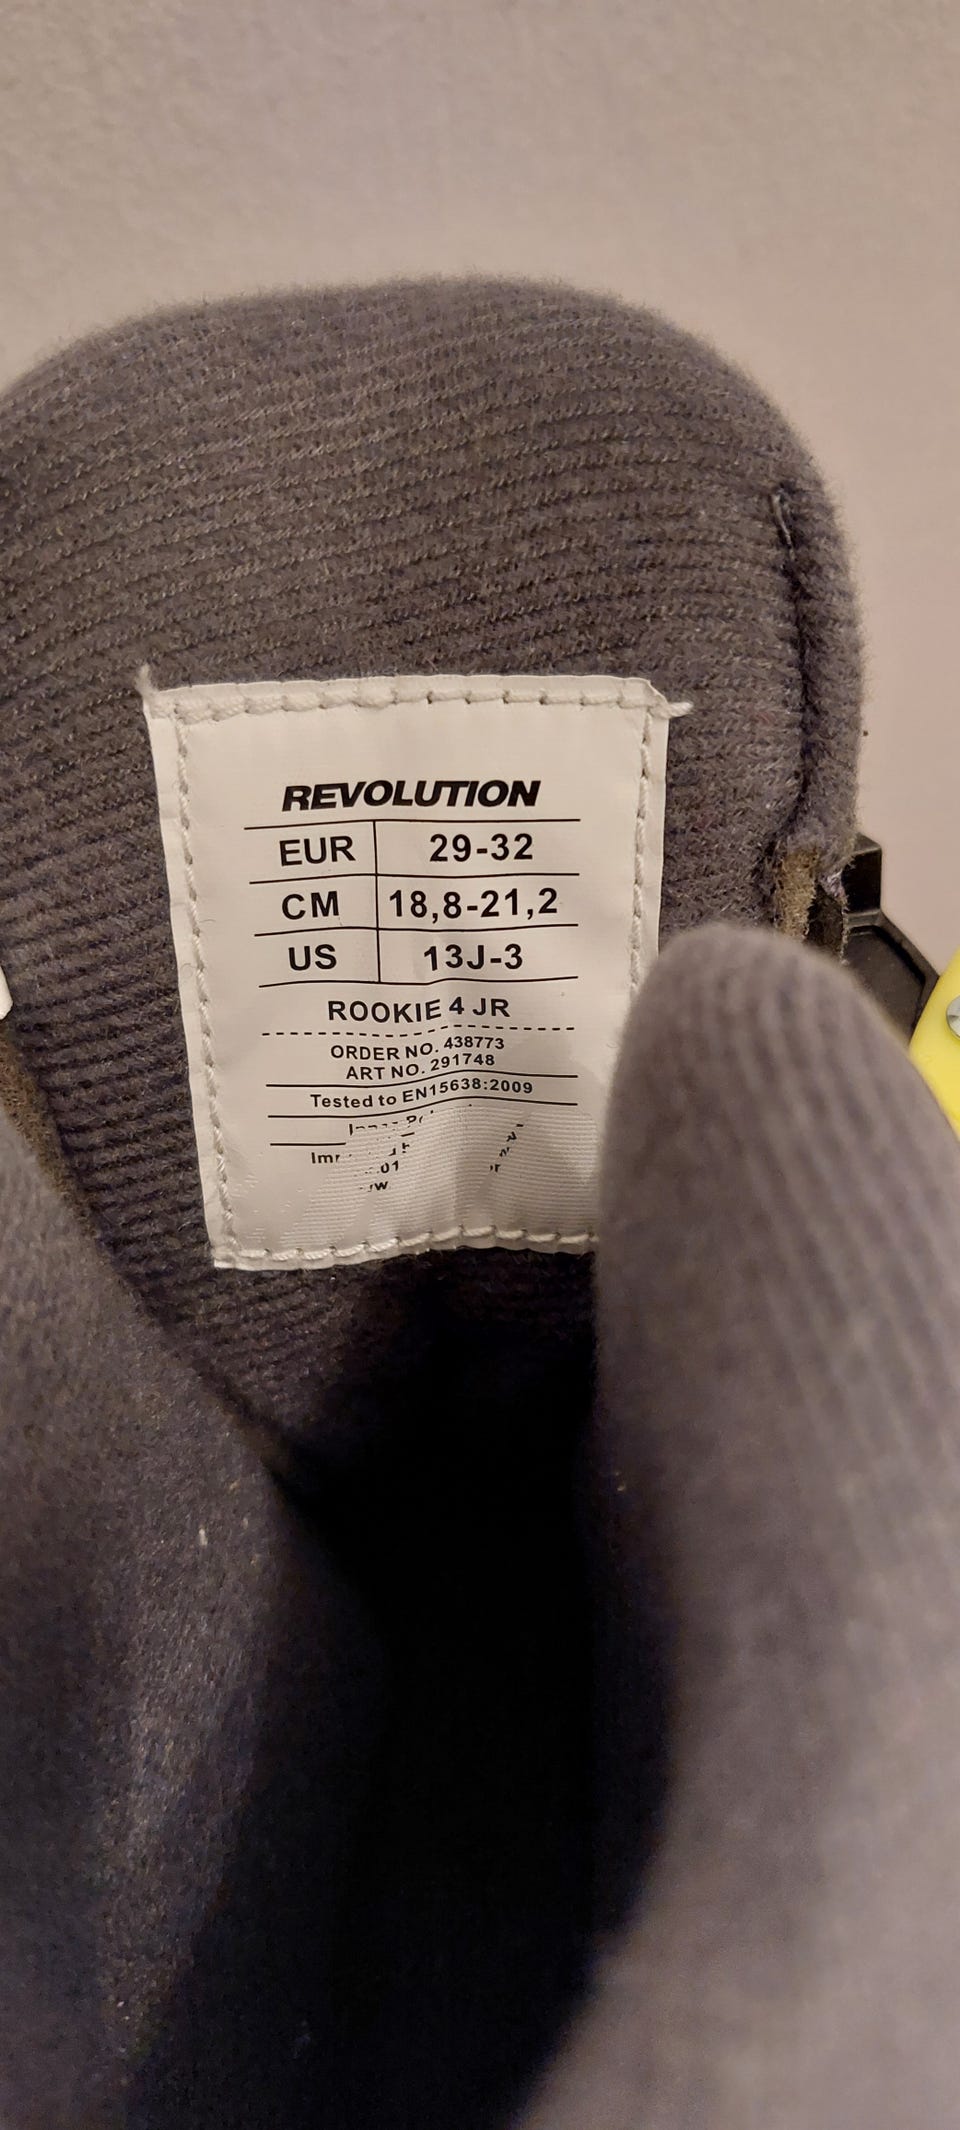 REVOLUTION
EUR 29-32
CM 18,8-21,2
US 13J-3
ROOKIE 4 JR
ORDER NO. 438773
ART NO. 291748
Tested to EN15638:2009